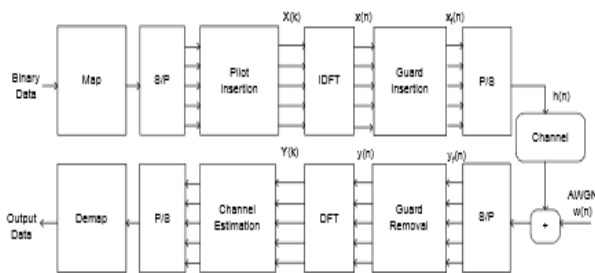 X(k) x(n) xf(n)
Binary Data
Map
S/P
Pilot Insertion
IDFT
Guard Insertion
P/S
h(n)
Channel
Y(k) y(n) yf(n)
Output Data
Demap
P/S
Channel Estimation
DFT
Guard Removal
S/P
+
AWGN w(n)